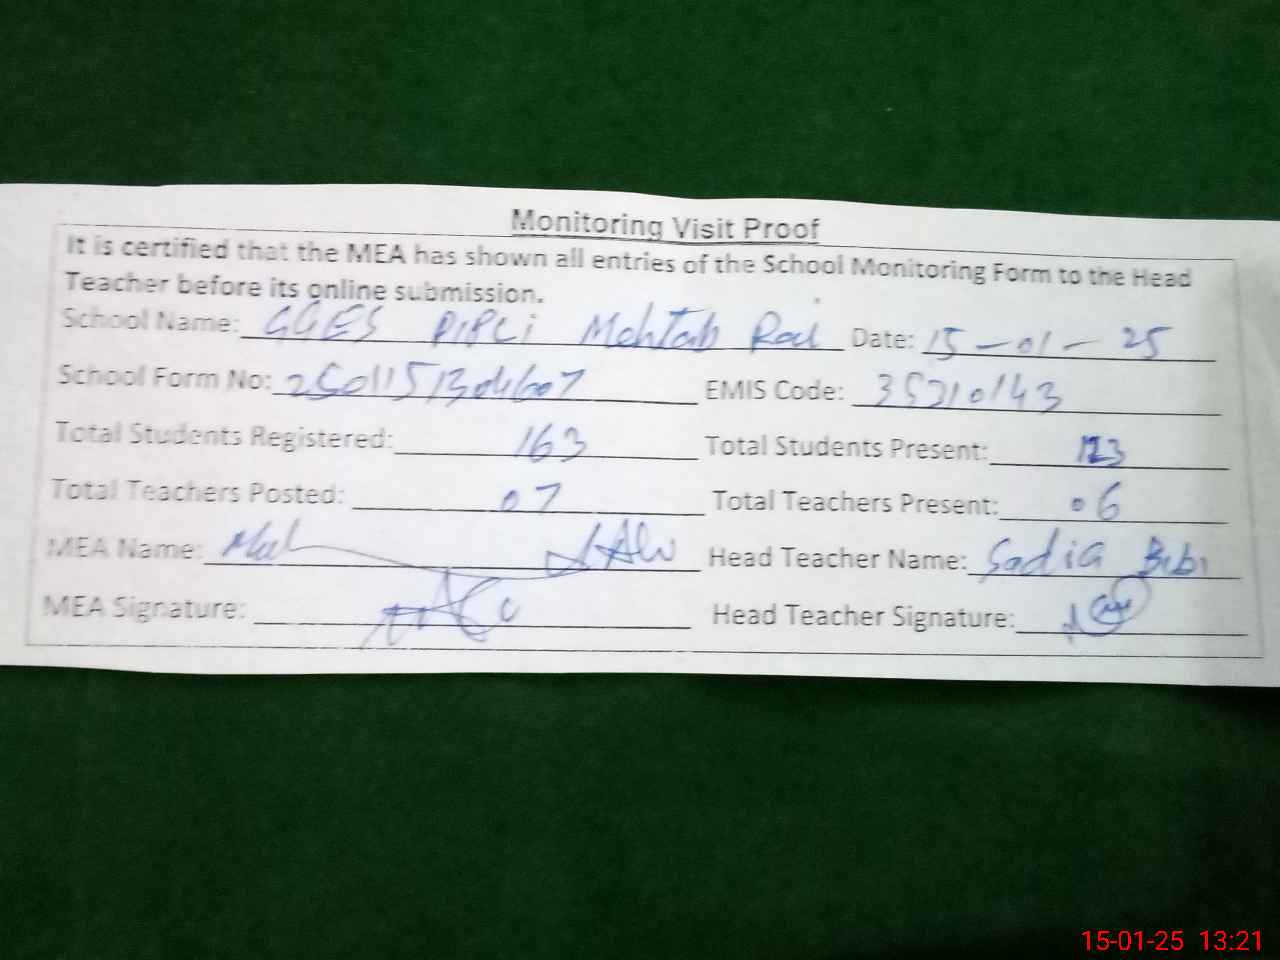 Monitoring Visit Proof
It is certified that the MEA has shown all entries of the School Monitoring Form to the Head
Teacher before its online submission.
School Name: GGES PIPLi Mehtab Rai Date: 15-01-25
School Form No: EMIS Code: 35210143
Total Students Registered: 163 Total Students Present: 123
Total Teachers Posted: 07 Total Teachers Present: 06
MEA Name: Head Teacher Name: Sadia Bibi
MEA Signature: Head Teacher Signature:
15-01-25 13:21